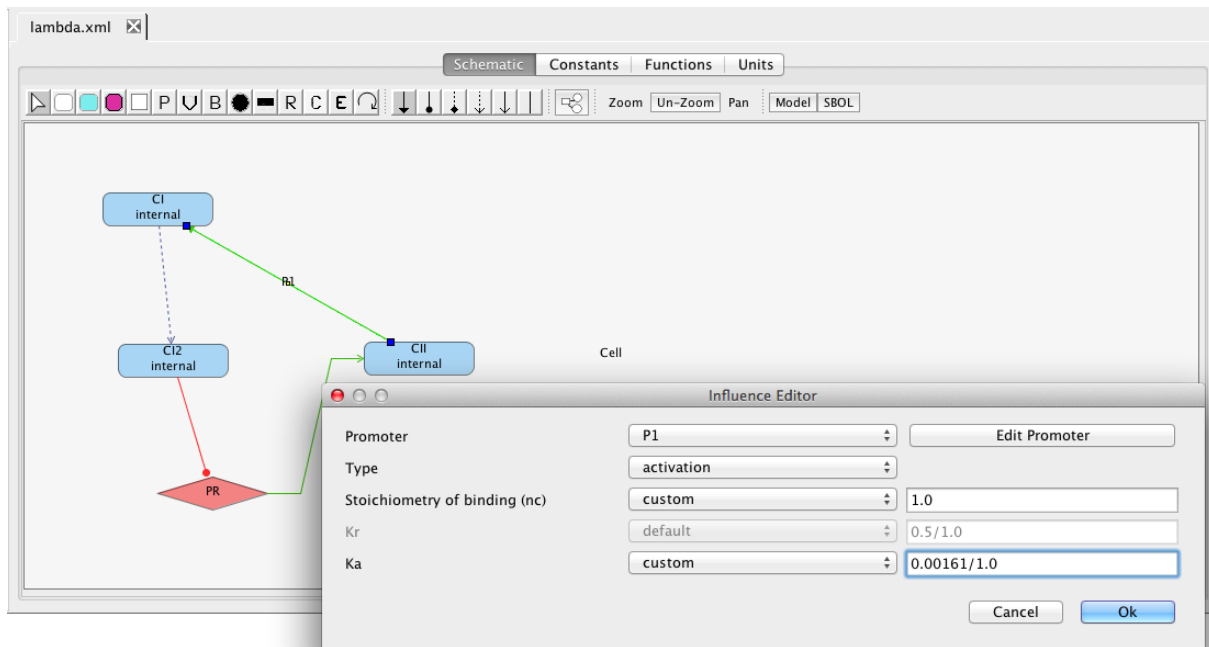 lambda.xml
Schematic Constants Functions Units
P V B R C E Zoom Un-Zoom Pan Model SBOL
CI
internal
CI2
internal
CII
internal
Cell
PR
Influence Editor
Promoter P1 Edit Promoter
Type activation
Stoichiometry of binding (nc) custom 1.0
Kr default 0.5/1.0
Ka custom 0.00161/1.0
Cancel Ok